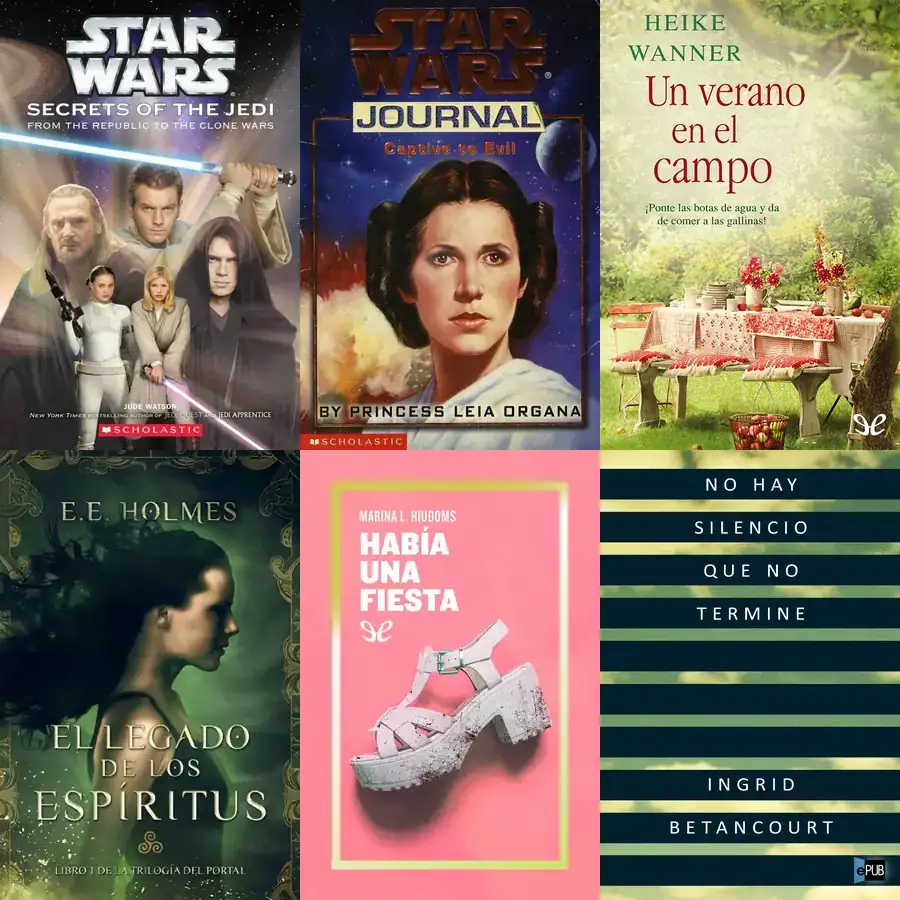 STAR
WARS
SECRETS OF THE JEDI
FROM THE REPUBLIC TO THE CLONE WARS
JUDE WATSON
NEW YORK TIMES BESTSELLING AUTHOR OF JEDI QUEST AND JEDI APPRENTICE
SCHOLASTIC
STAR
WARS®
JOURNAL
Captive to Evil
BY PRINCESS LEIA ORGANA
SCHOLASTIC
HEIKE
WANNER
Un verano
en el
campo
¡Ponte las botas de agua y da
de comer a las gallinas!
E.E. HOLMES
EL LEGADO
DE LOS
ESPÍRITUS
LIBRO I DE LA TRILOGÍA DEL PORTAL
MARINA L. RIUDOMS
HABÍA
UNA
FIESTA
NO HAY
SILENCIO
QUE NO
TERMINE
INGRID
BETANCOURT
ePUB